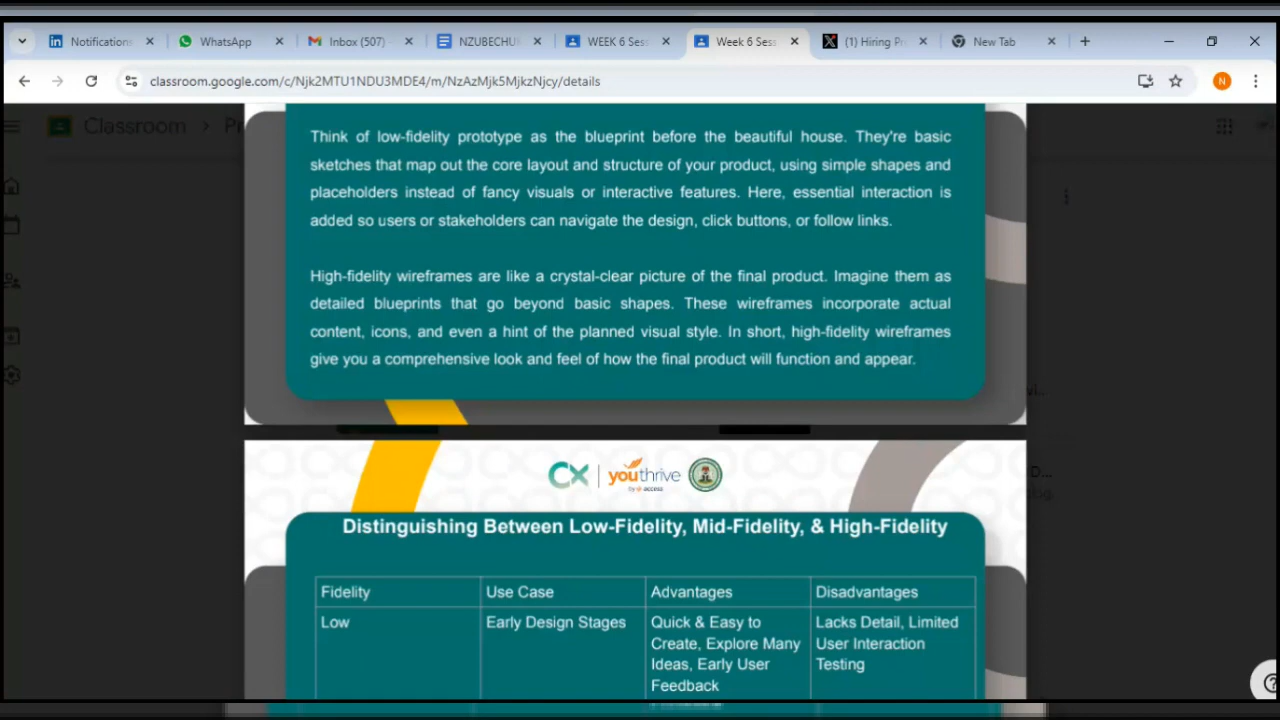 Notifications
WhatsApp
Inbox (507)
NZUBECHUK
WEEK 6 Sess
Week 6 Sess
(1) Hiring Pr
New Tab
classroom.google.com/c/Njk2MTU1NDU3MDE4/m/NzAzMjk5MjkzNjcy/details
N
Classroom
Think of low-fidelity prototype as the blueprint before the beautiful house. They're basic
sketches that map out the core layout and structure of your product, using simple shapes and
placeholders instead of fancy visuals or interactive features. Here, essential interaction is
added so users or stakeholders can navigate the design, click buttons, or follow links.
High-fidelity wireframes are like a crystal-clear picture of the final product. Imagine them as
detailed blueprints that go beyond basic shapes. These wireframes incorporate actual
content, icons, and even a hint of the planned visual style. In short, high-fidelity wireframes
give you a comprehensive look and feel of how the final product will function and appear.
CX
youthrive
by access
Distinguishing Between Low-Fidelity, Mid-Fidelity, & High-Fidelity
Fidelity Use Case Advantages Disadvantages
Low
Early Design Stages
Quick & Easy to
Create, Explore Many
Ideas, Early User
Feedback
Lacks Detail, Limited
User Interaction
Testing